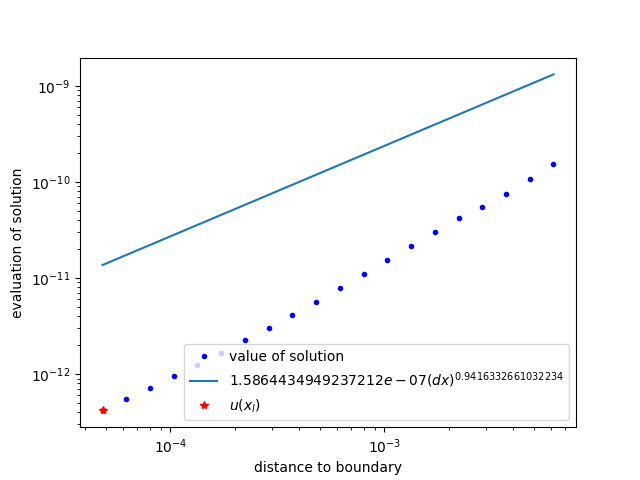 10^{-9}
10^{-10}
10^{-11}
10^{-12}
evaluation of solution
value of solution
1.5864434949237212e − 07(dx)^{0.9416332661032234}
u(x_l)
10^{-4} 10^{-3}
distance to boundary